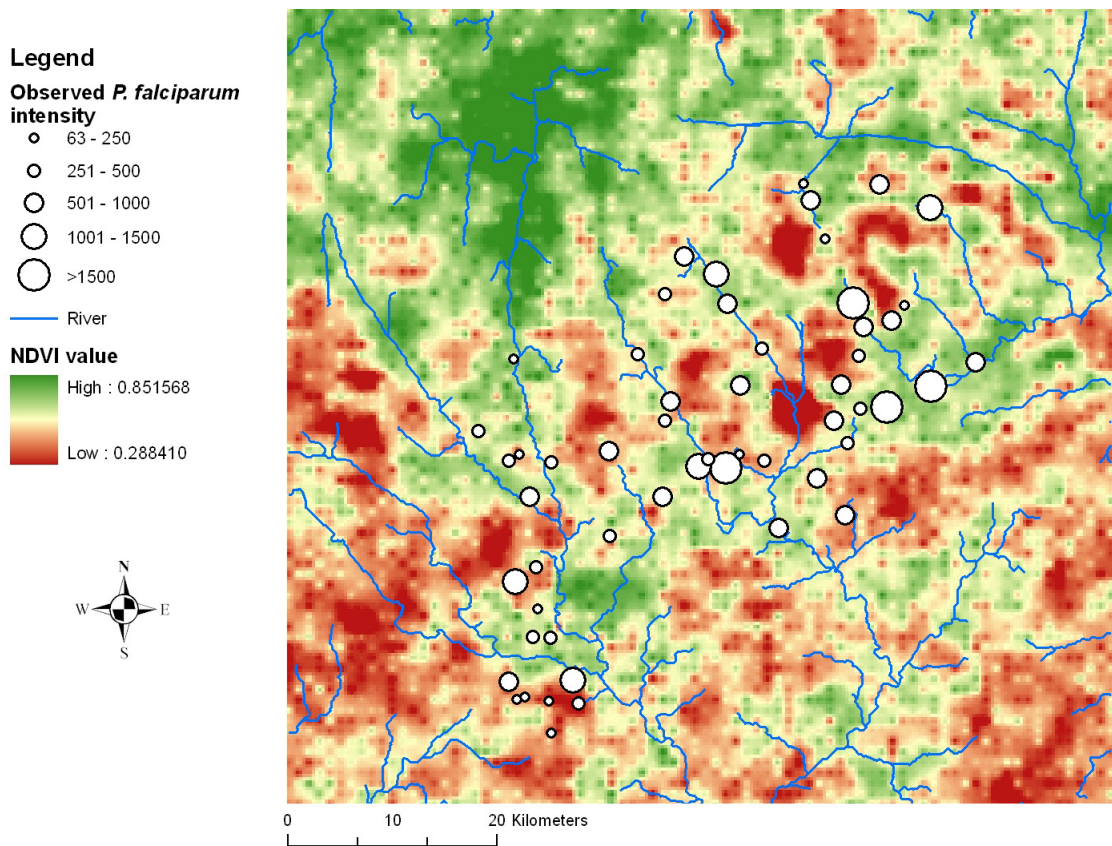 Legend
Observed P. falciparum
intensity
63 - 250
251 - 500
501 - 1000
1001 - 1500
>1500
River
NDVI value
High : 0.851568
Low : 0.288410
N
W E
S
0 10 20 Kilometers